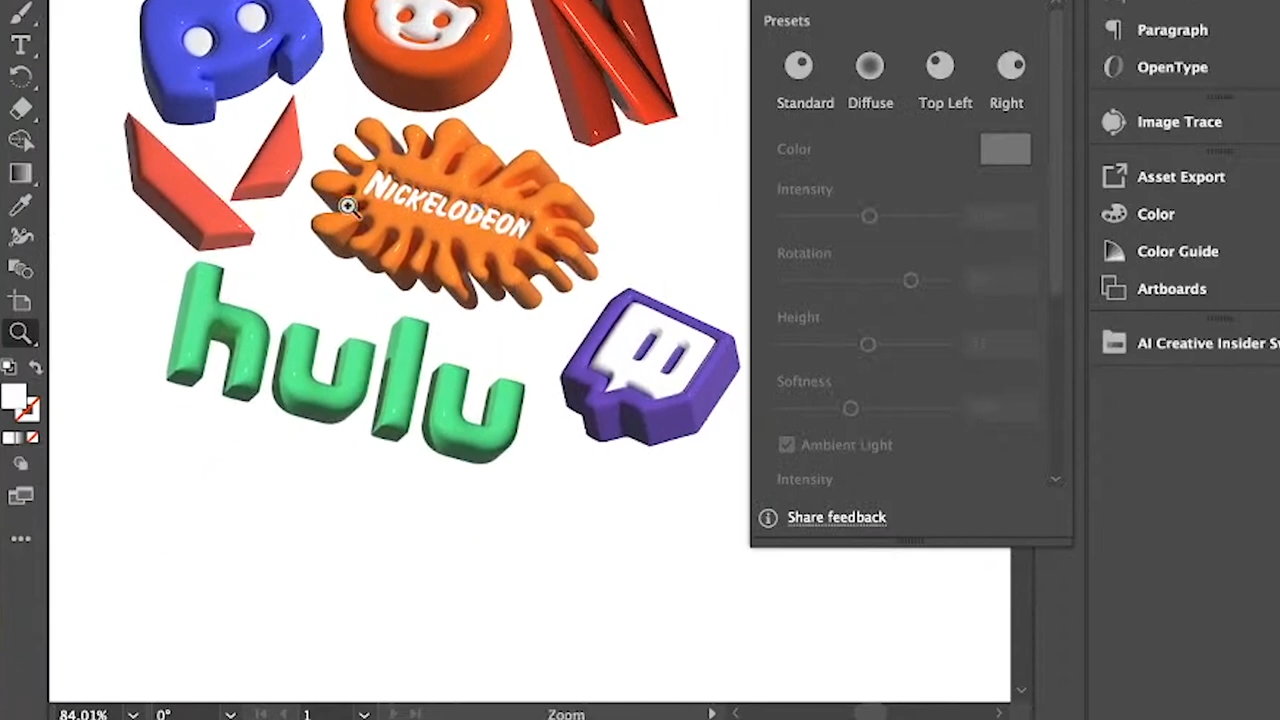 Presets
Standard
Diffuse
Top Left
Right
Color
Intensity
Rotation
Height
Softness
Ambient Light
Intensity
Share feedback
Paragraph
OpenType
Image Trace
Asset Export
Color
Color Guide
Artboards
AI Creative Insider
NICKELODEON
hulu
84.01%
0°
1
Zoom